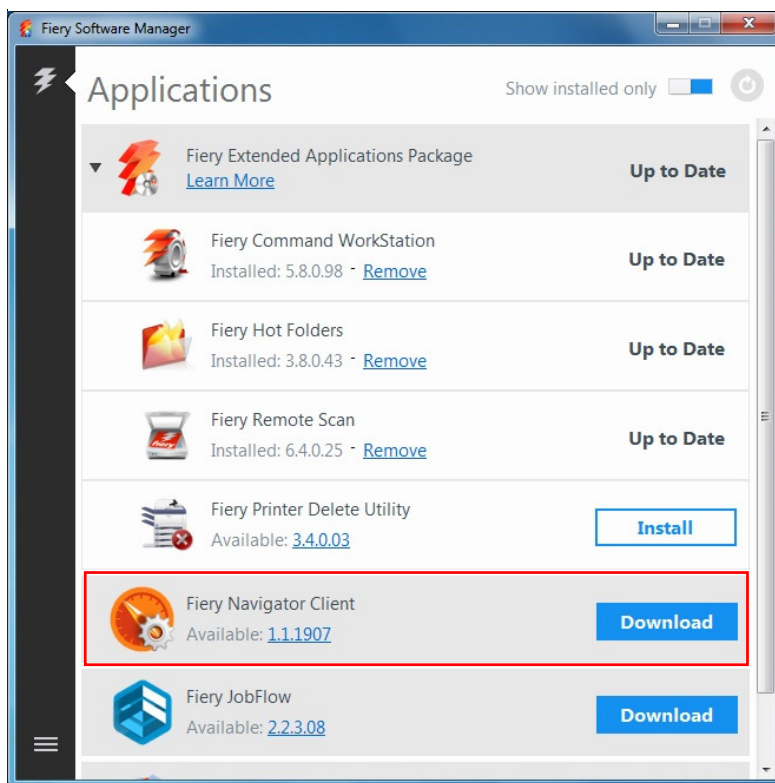 Fiery Software Manager
Applications
Show installed only
Fiery Extended Applications Package
Learn More
Up to Date
Fiery Command WorkStation
Installed: 5.8.0.98 - Remove
Up to Date
Fiery Hot Folders
Installed: 3.8.0.43 - Remove
Up to Date
Fiery Remote Scan
Installed: 6.4.0.25 - Remove
Up to Date
Fiery Printer Delete Utility
Available: 3.4.0.03
Install
Fiery Navigator Client
Available: 1.1.1907
Download
Fiery JobFlow
Available: 2.2.3.08
Download